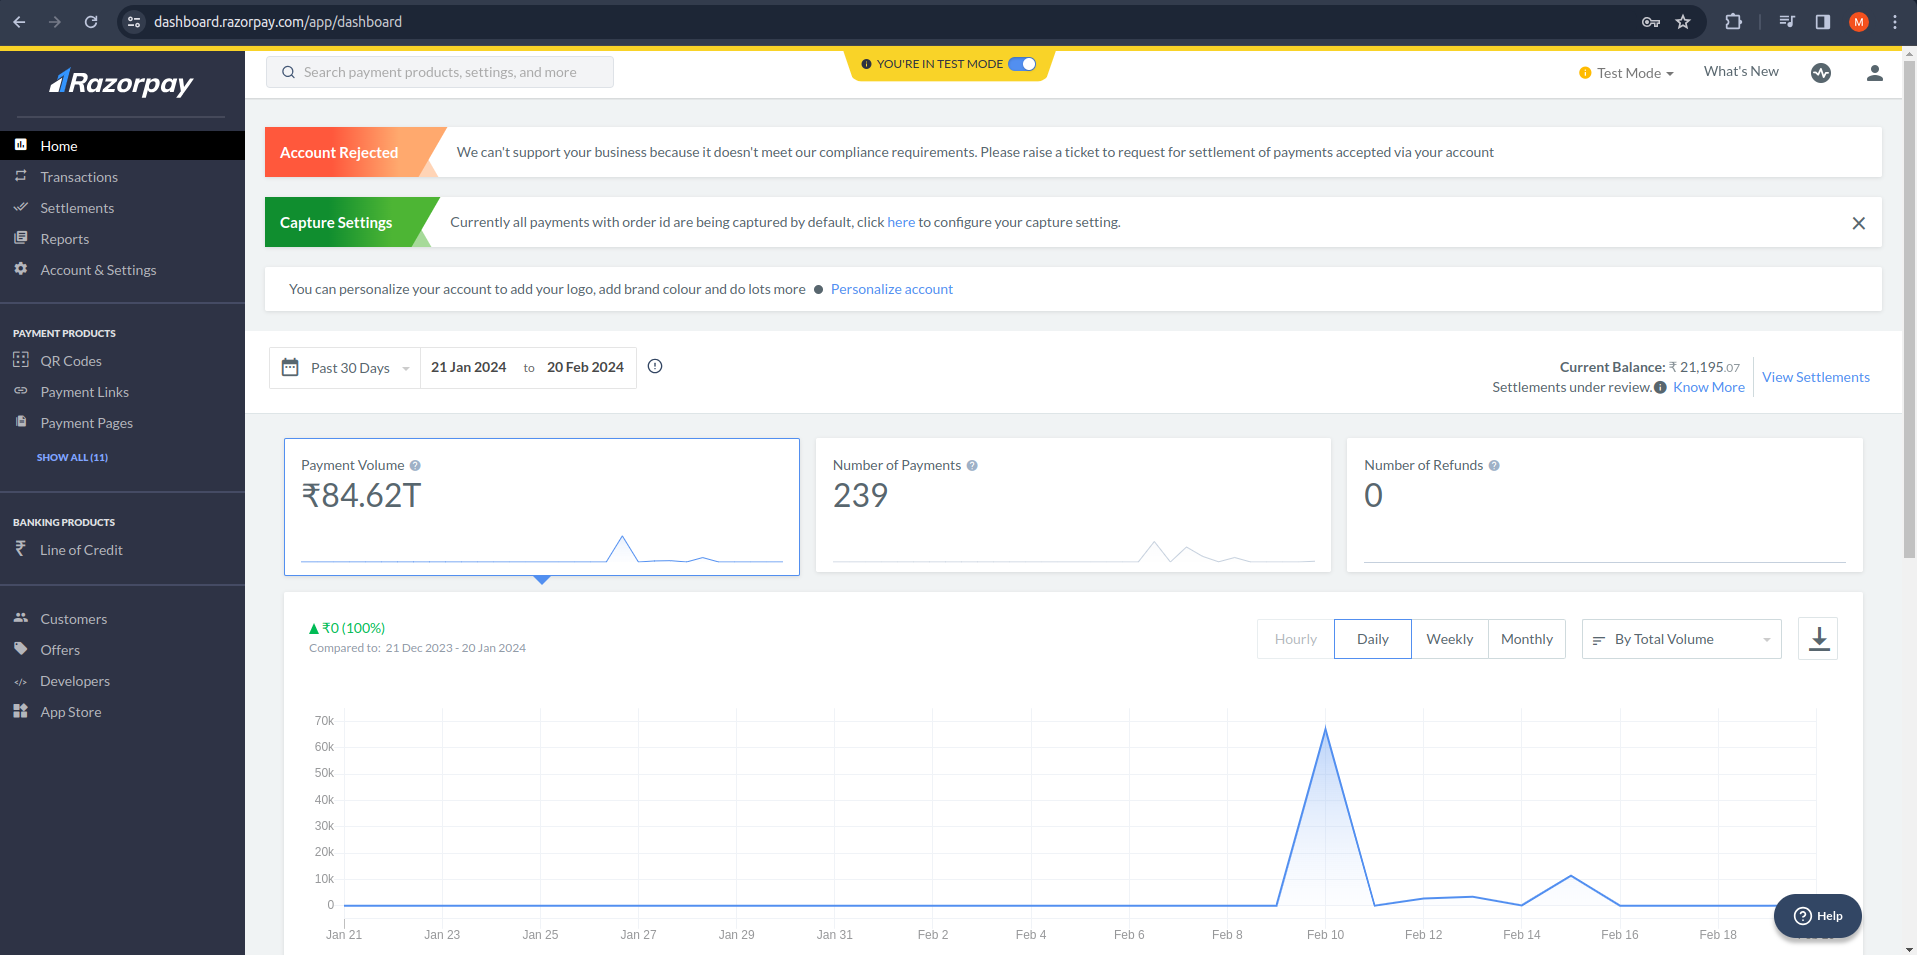 dashboard.razorpay.com/app/dashboard
M
Razorpay
Search payment products, settings, and more
YOU'RE IN TEST MODE
Test Mode
What's New
Home
Transactions
Settlements
Reports
Account & Settings
PAYMENT PRODUCTS
QR Codes
Payment Links
Payment Pages
SHOW ALL (11)
BANKING PRODUCTS
Line of Credit
Customers
Offers
Developers
App Store
Account Rejected
We can't support your business because it doesn't meet our compliance requirements. Please raise a ticket to request for settlement of payments accepted via your account
Capture Settings
Currently all payments with order id are being captured by default, click here to configure your capture setting.
You can personalize your account to add your logo, add brand colour and do lots more ● Personalize account
Past 30 Days
21 Jan 2024 to 20 Feb 2024
Current Balance: ₹ 21,195.07
Settlements under review. Know More
View Settlements
Payment Volume
₹84.62T
Number of Payments
239
Number of Refunds
0
₹0 (100%)
Compared to: 21 Dec 2023 - 20 Jan 2024
Hourly
Daily
Weekly
Monthly
By Total Volume
70k
60k
50k
40k
30k
20k
10k
0
Jan 21
Jan 23
Jan 25
Jan 27
Jan 29
Jan 31
Feb 2
Feb 4
Feb 6
Feb 8
Feb 10
Feb 12
Feb 14
Feb 16
Feb 18
Help